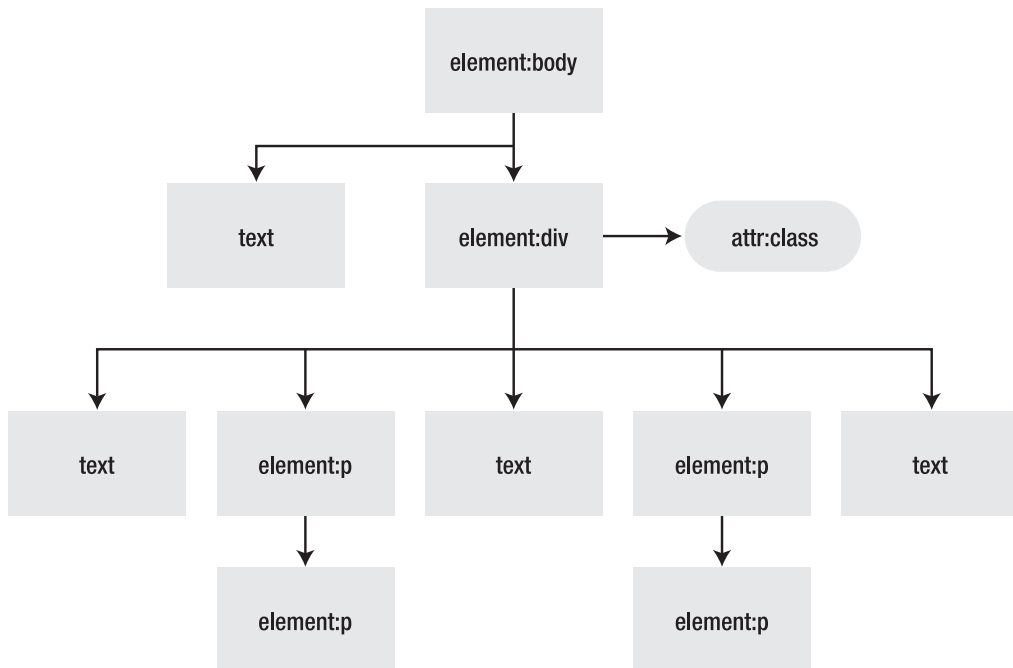 element:body
text
element:div
attr:class
text
element:p
text
element:p
text
element:p
element:p